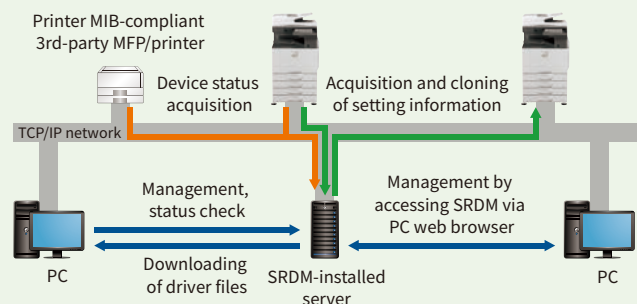 Printer MIB-compliant
3rd-party MFP/printer
Device status
acquisition
Acquisition and cloning
of setting information
TCP/IP network
Management,
status check
Management by
accessing SRDM via
PC web browser
PC
Downloading
of driver files
SRDM-installed
server
PC